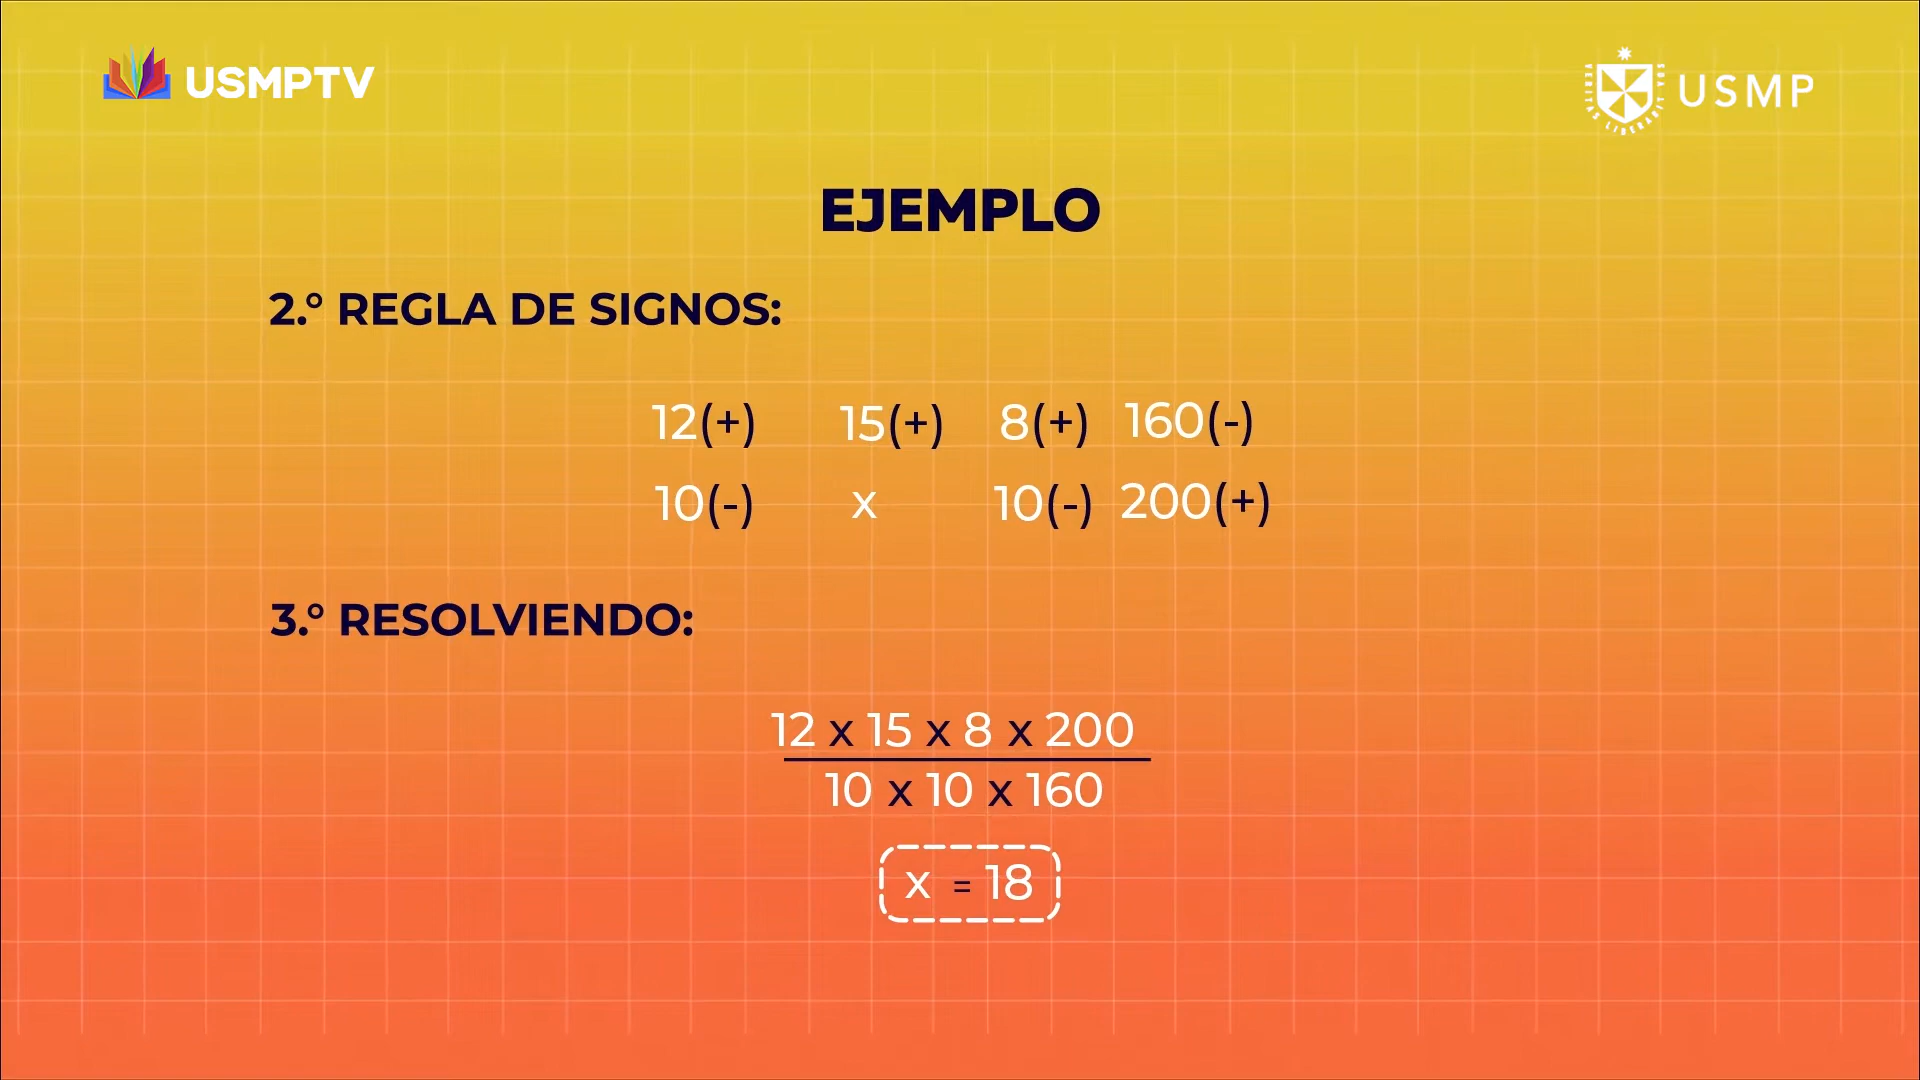 USMPTV
USMP
EJEMPLO
2.° REGLA DE SIGNOS:
12(+) 15(+) 8(+) 160(-)
10(-) x 10(-) 200(+)
3.° RESOLVIENDO:
12 x 15 x 8 x 200
10 x 10 x 160
x = 18